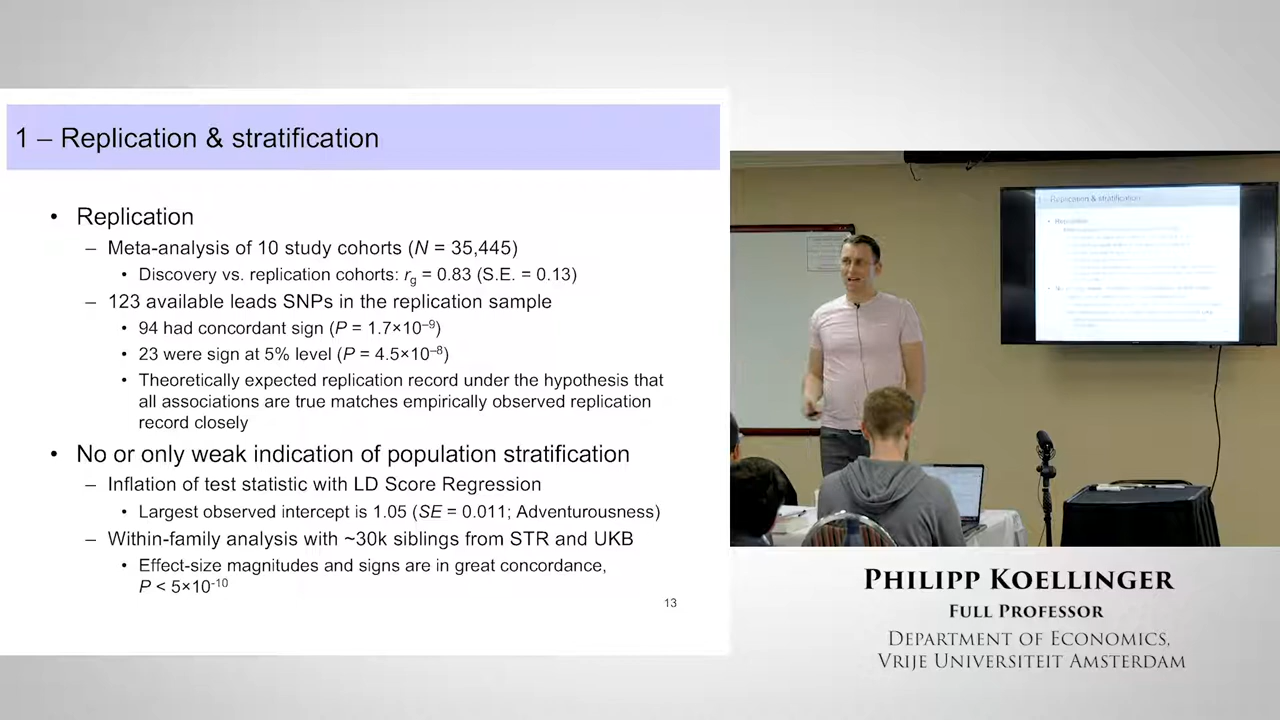 1 – Replication & stratification
• Replication
– Meta-analysis of 10 study cohorts (N = 35,445)
• Discovery vs. replication cohorts: rg = 0.83 (S.E. = 0.13)
– 123 available leads SNPs in the replication sample
• 94 had concordant sign (P = 1.7×10–9)
• 23 were sign at 5% level (P = 4.5×10–8)
• Theoretically expected replication record under the hypothesis that
all associations are true matches empirically observed replication
record closely
• No or only weak indication of population stratification
– Inflation of test statistic with LD Score Regression
• Largest observed intercept is 1.05 (SE = 0.011; Adventurousness)
– Within-family analysis with ~30k siblings from STR and UKB
• Effect-size magnitudes and signs are in great concordance,
P < 5×10-10
13
1 – Replication & stratification
Replication
PHILIPP KOELLINGER
FULL PROFESSOR
DEPARTMENT OF ECONOMICS,
VRIJE UNIVERSITEIT AMSTERDAM